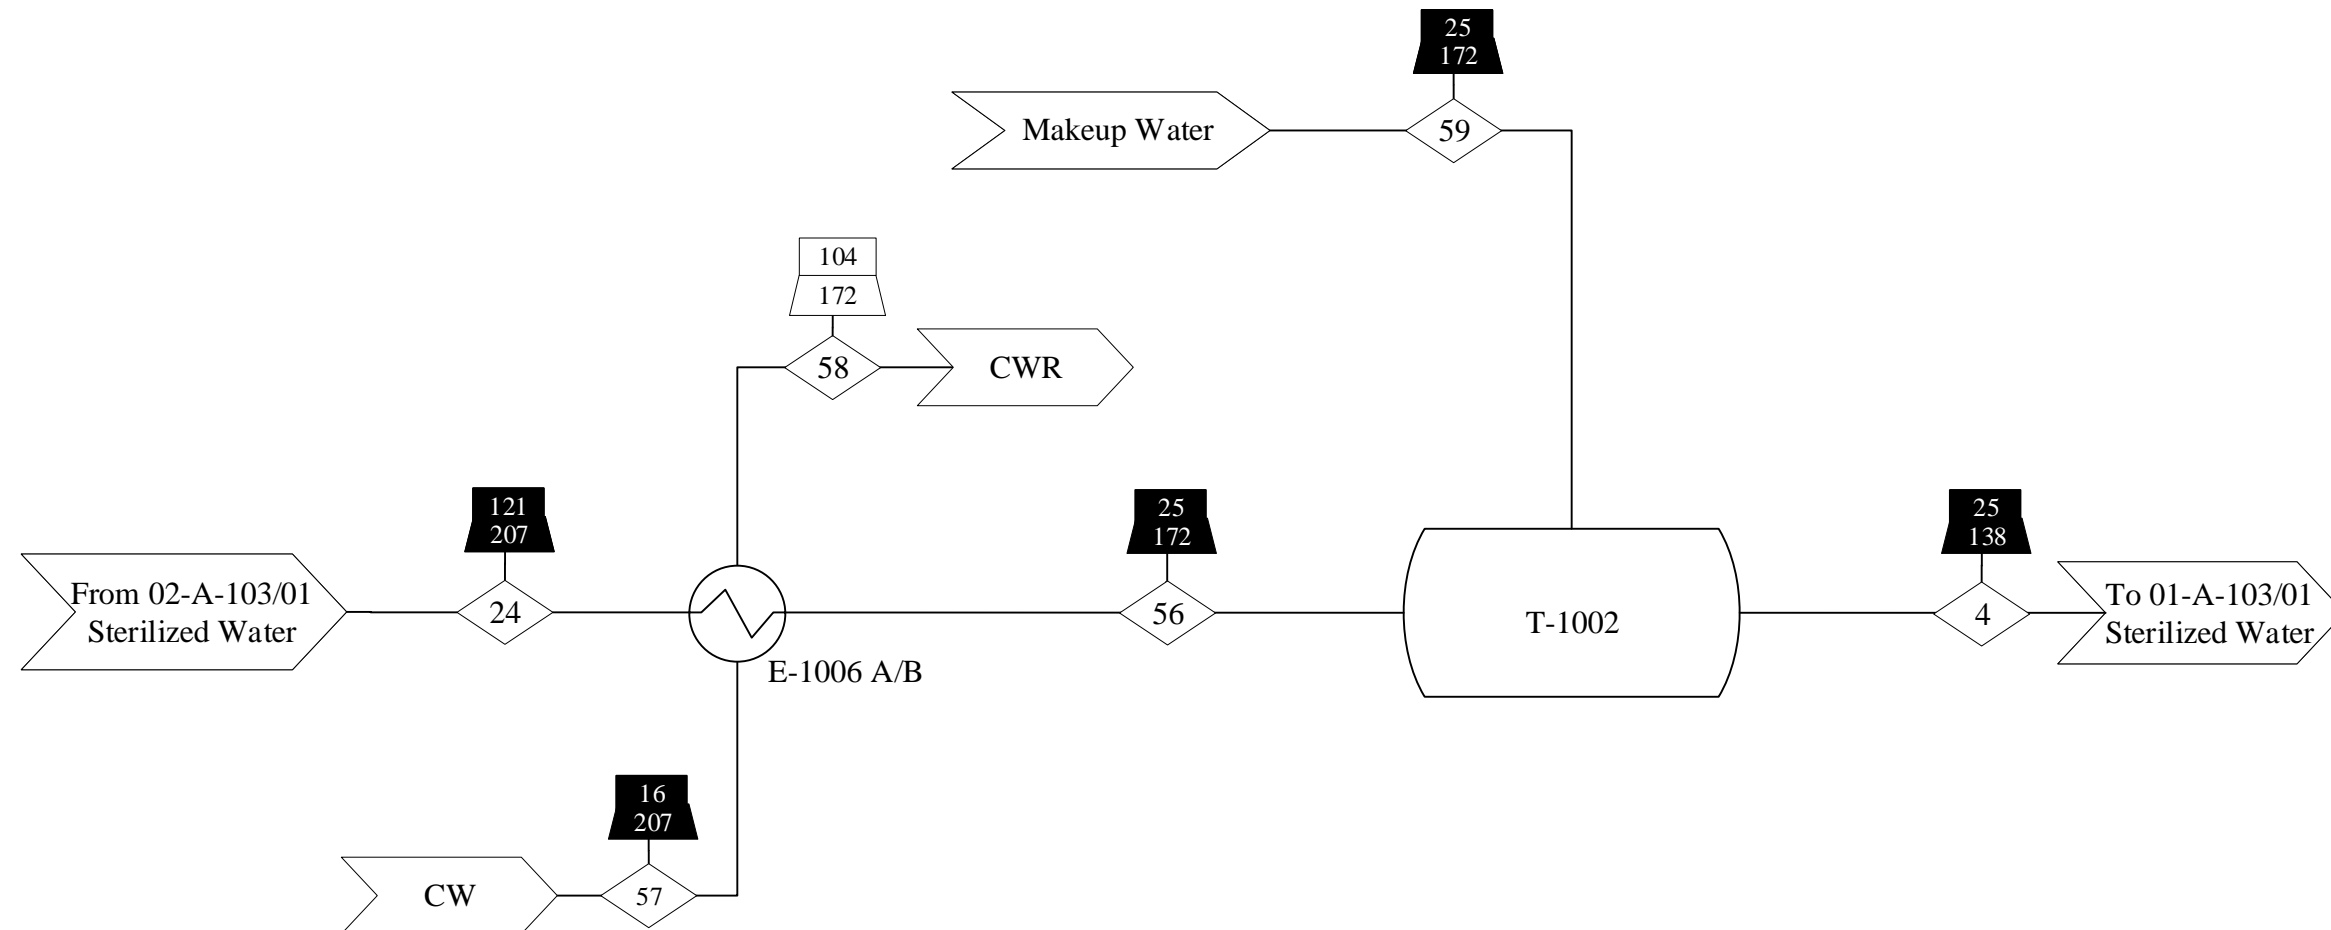 25
172
Makeup Water
59
104
172
58
CWR
121
207
From 02-A-103/01
Sterilized Water
24
E-1006 A/B
25
172
56
T-1002
25
138
4
To 01-A-103/01
Sterilized Water
16
207
CW
57